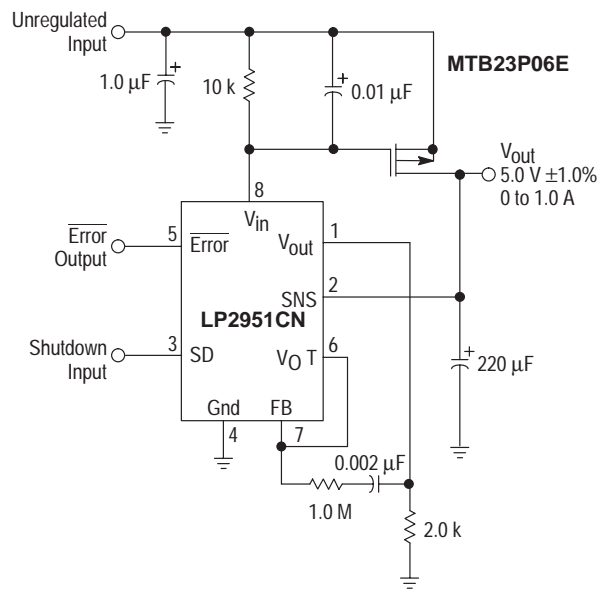 Unregulated
Input
MTB23P06E
1.0 µF
+
10 k
+
0.01 µF
Vout
5.0 V ±1.0%
0 to 1.0 A
8
Vin
Error
Output
5
Error
Vout
1
SNS
2
LP2951CN
Shutdown
Input
3
SD
VO T
6
+
220 µF
Gnd
FB
4
7
0.002 µF
1.0 M
2.0 k